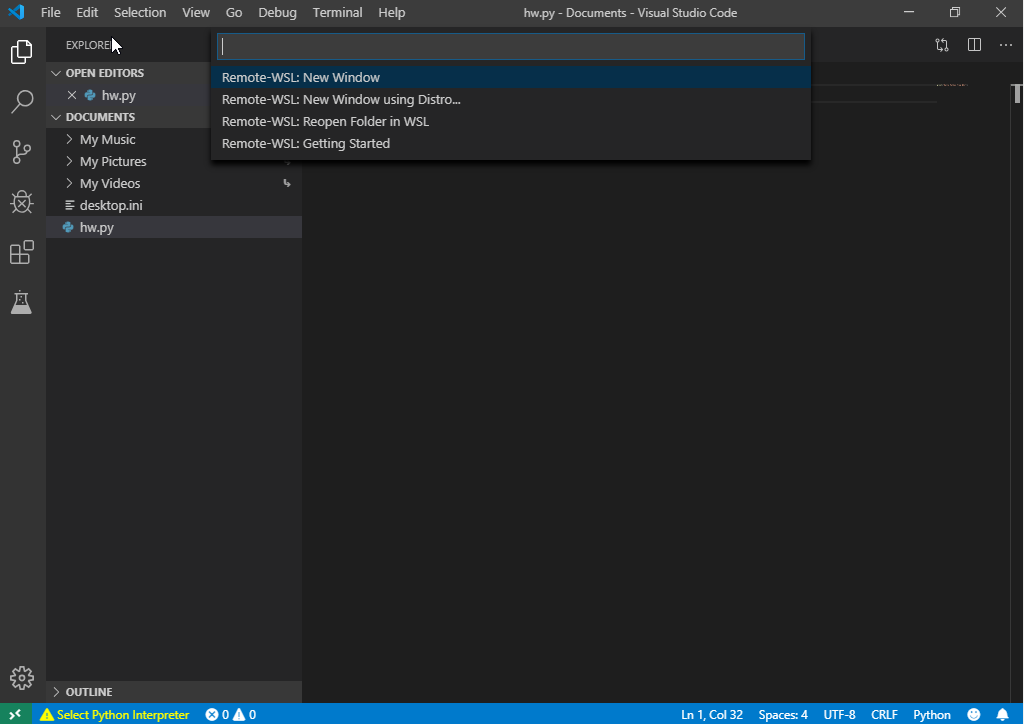 File Edit Selection View Go Debug Terminal Help hw.py - Documents - Visual Studio Code
EXPLORER
OPEN EDITORS
hw.py
DOCUMENTS
My Music
My Pictures
My Videos
desktop.ini
hw.py
Remote-WSL: New Window
Remote-WSL: New Window using Distro...
Remote-WSL: Reopen Folder in WSL
Remote-WSL: Getting Started
OUTLINE
Select Python Interpreter 0 0 Ln 1, Col 32 Spaces: 4 UTF-8 CRLF Python